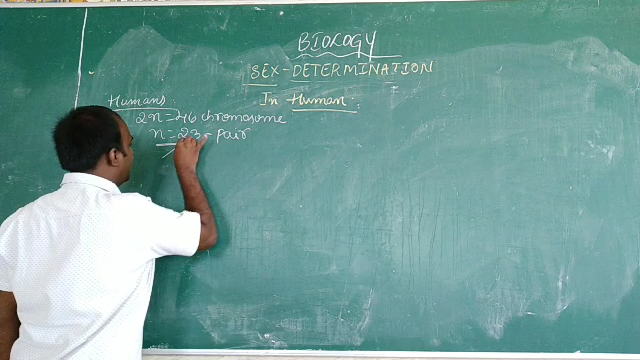 BIOLOGY
SEX-DETERMINATION
In Human
Humans
2n=46 chromosome
n=23- pair